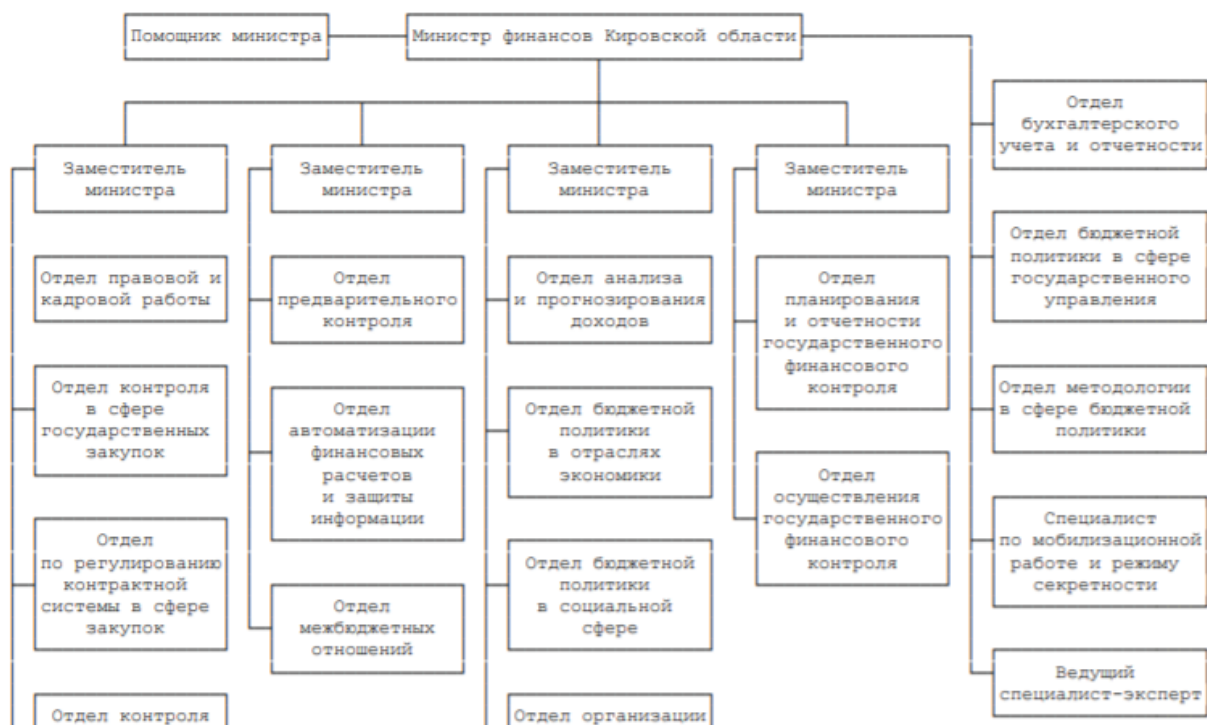 Помощник министра
Министр финансов Кировской области
Заместитель
министра
Отдел правовой и
кадровой работы
Отдел контроля
в сфере
государственных
закупок
Отдел
по регулированию
контрактной
системы в сфере
закупок
Отдел контроля
Заместитель
министра
Отдел
предварительного
контроля
Отдел
автоматизации
финансовых
расчетов
и защиты
информации
Отдел
межбюджетных
отношений
Заместитель
министра
Отдел анализа
и прогнозирования
доходов
Отдел бюджетной
политики
в отраслях
экономики
Отдел бюджетной
политики
в социальной
сфере
Отдел организации
Заместитель
министра
Отдел
планирования
и отчетности
государственного
финансового
контроля
Отдел
осуществления
государственного
финансового
контроля
Отдел
бухгалтерского
учета и отчетности
Отдел бюджетной
политики в сфере
государственного
управления
Отдел методологии
в сфере бюджетной
политики
Специалист
по мобилизационной
работе и режиму
секретности
Ведущий
специалист-эксперт